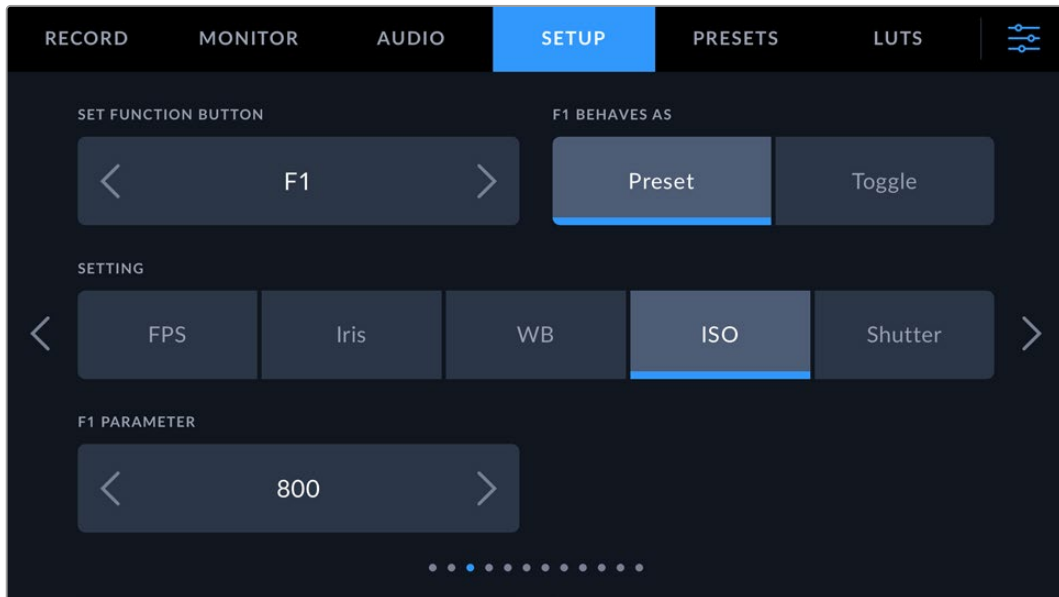 RECORD MONITOR AUDIO SETUP PRESETS LUTS
SET FUNCTION BUTTON F1 BEHAVES AS
F1 Preset Toggle
SETTING
FPS Iris WB ISO Shutter
F1 PARAMETER
800